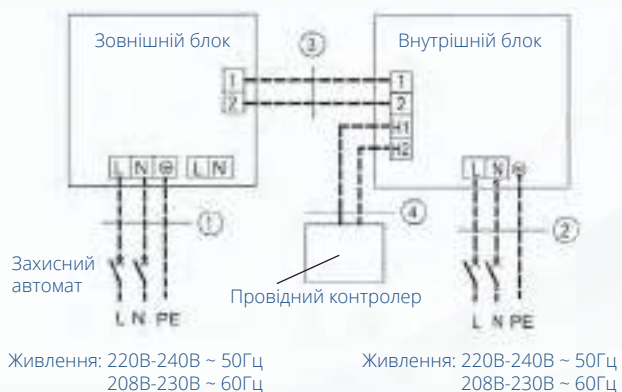 Зовнішній блок
Внутрішній блок
3
1
2
1
2
H1
H2
L N ⏚ L N
L N ⏚
1
4
2
Захисний
автомат
Провідний контролер
L N PE
L N PE
Живлення: 220В-240В ~ 50Гц
208В-230В ~ 60Гц
Живлення: 220В-240В ~ 50Гц
208В-230В ~ 60Гц